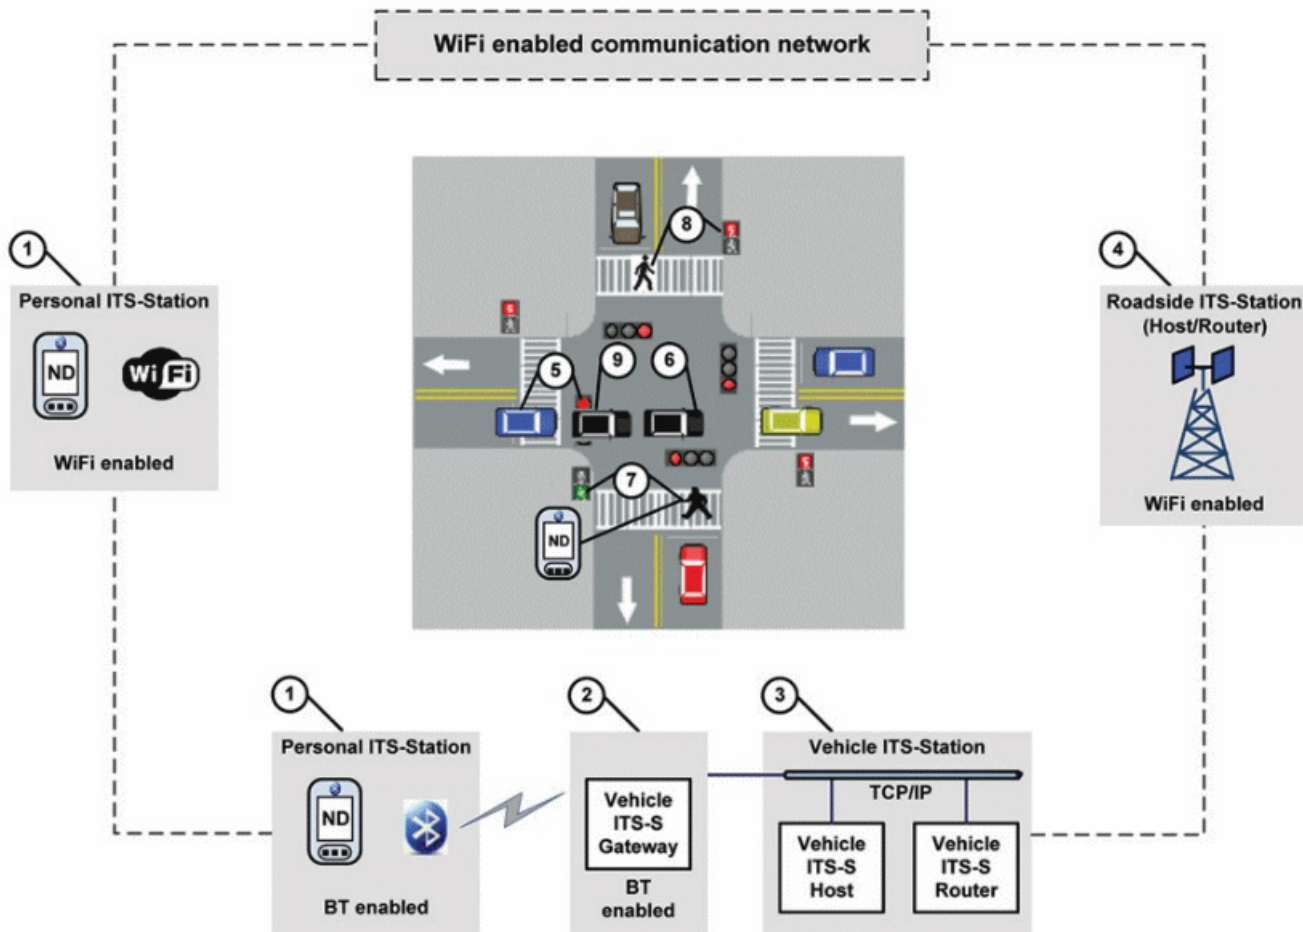 WiFi enabled communication network
1
Personal ITS-Station
ND
WiFi
WiFi enabled
8
5
9
6
7
ND
4
Roadside ITS-Station
(Host/Router)
WiFi enabled
1
Personal ITS-Station
ND
BT enabled
2
Vehicle
ITS-S
Gateway
BT
enabled
3
Vehicle ITS-Station
TCP/IP
Vehicle
ITS-S
Host
Vehicle
ITS-S
Router